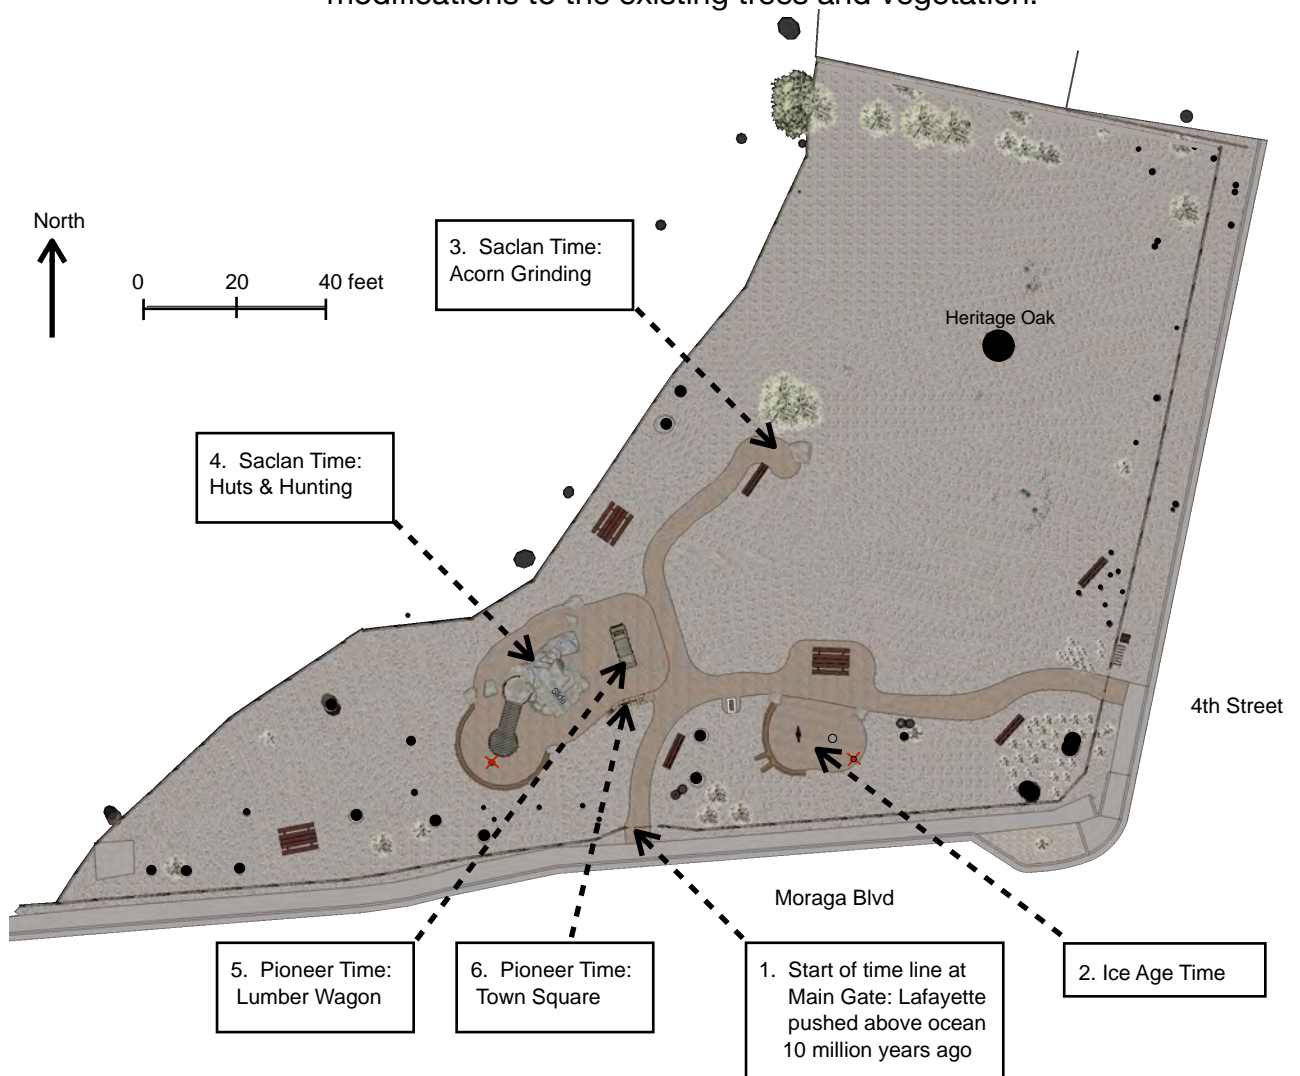 modifications to the existing trees and vegetation.
North
0 20 40 feet
3. Saclan Time:
Acorn Grinding
Heritage Oak
4. Saclan Time:
Huts & Hunting
Slide
4th Street
Moraga Blvd
5. Pioneer Time:
Lumber Wagon
6. Pioneer Time:
Town Square
1. Start of time line at
Main Gate: Lafayette
pushed above ocean
10 million years ago
2. Ice Age Time